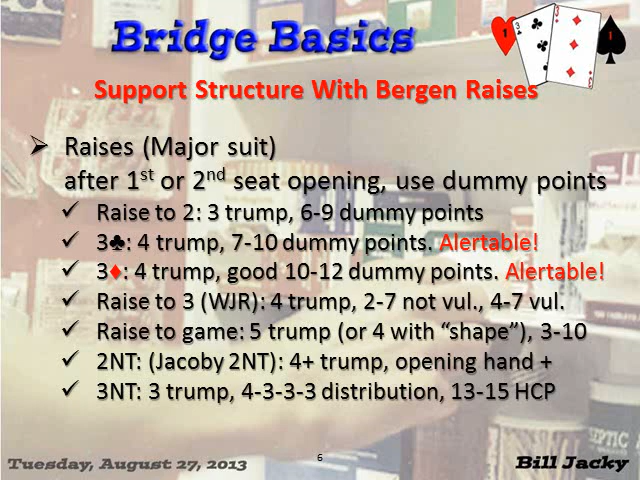 Bridge Basics
Support Structure With Bergen Raises
➢ Raises (Major suit)
after 1st or 2nd seat opening, use dummy points
✓ Raise to 2: 3 trump, 6-9 dummy points
✓ 3♣: 4 trump, 7-10 dummy points. Alertable!
✓ 3♦: 4 trump, good 10-12 dummy points. Alertable!
✓ Raise to 3 (WJR): 4 trump, 2-7 not vul., 4-7 vul.
✓ Raise to game: 5 trump (or 4 with “shape”), 3-10
✓ 2NT: (Jacoby 2NT): 4+ trump, opening hand +
✓ 3NT: 3 trump, 4-3-3-3 distribution, 13-15 HCP
Tuesday, August 27, 2013
6
Bill Jacky